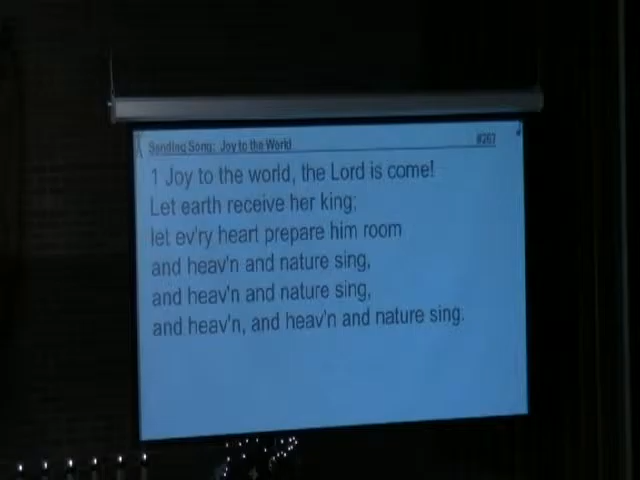 Sending Song: Joy to the World #267
1 Joy to the world, the Lord is come!
Let earth receive her king;
let ev'ry heart prepare him room
and heav'n and nature sing,
and heav'n and nature sing,
and heav'n, and heav'n and nature sing.